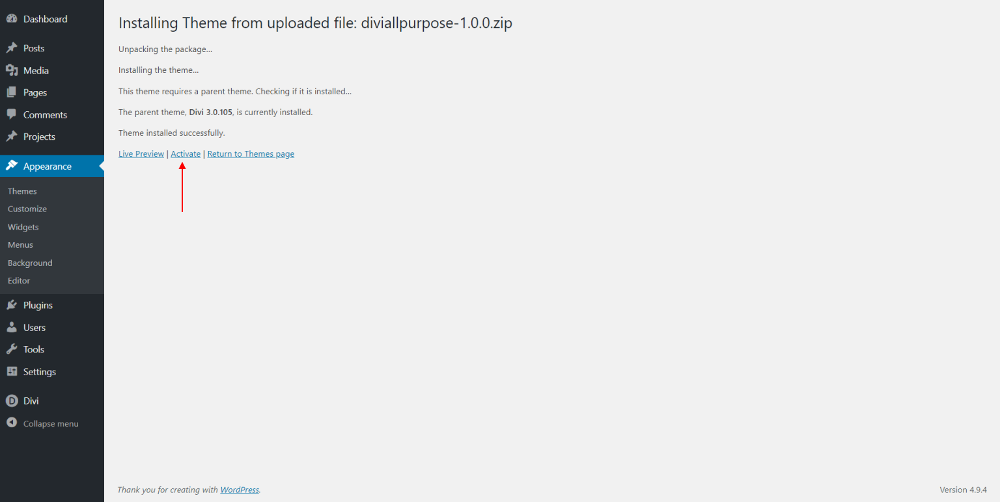 Dashboard
Posts
Media
Pages
Comments
Projects
Appearance
Themes
Customize
Widgets
Menus
Background
Editor
Plugins
Users
Tools
Settings
D Divi
Collapse menu
Installing Theme from uploaded file: diviallpurpose-1.0.0.zip
Unpacking the package...
Installing the theme...
This theme requires a parent theme. Checking if it is installed...
The parent theme, Divi 3.0.105, is currently installed.
Theme installed successfully.
Live Preview | Activate | Return to Themes page
Thank you for creating with WordPress.
Version 4.9.4